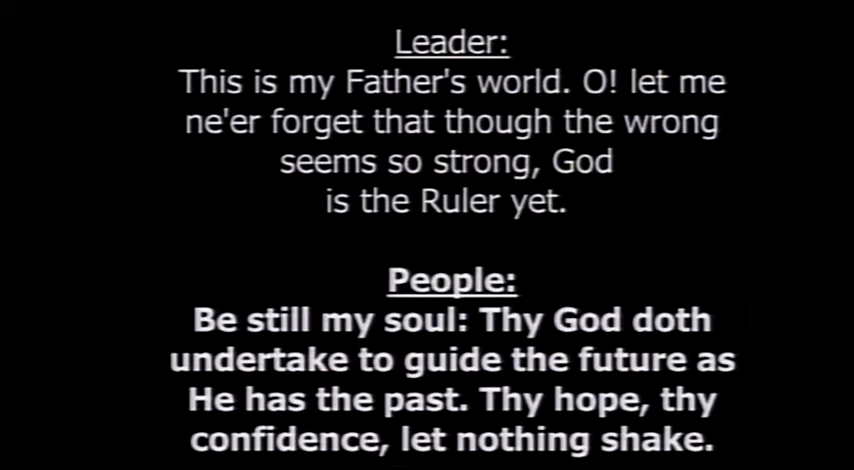 Leader:
This is my Father's world. O! let me
ne'er forget that though the wrong
seems so strong, God
is the Ruler yet.
People:
Be still my soul: Thy God doth
undertake to guide the future as
He has the past. Thy hope, thy
confidence, let nothing shake.